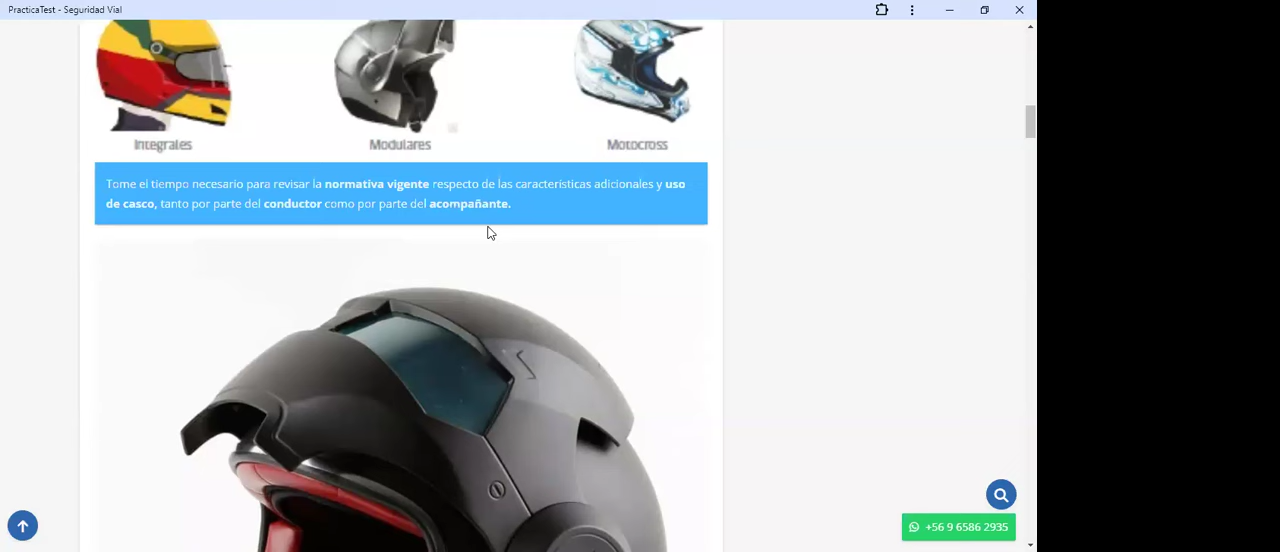 PracticaTest - Seguridad Vial
Integrales
Modulares
Motocross
Tome el tiempo necesario para revisar la normativa vigente respecto de las características adicionales y uso
de casco, tanto por parte del conductor como por parte del acompañante.
+56 9 6586 2935